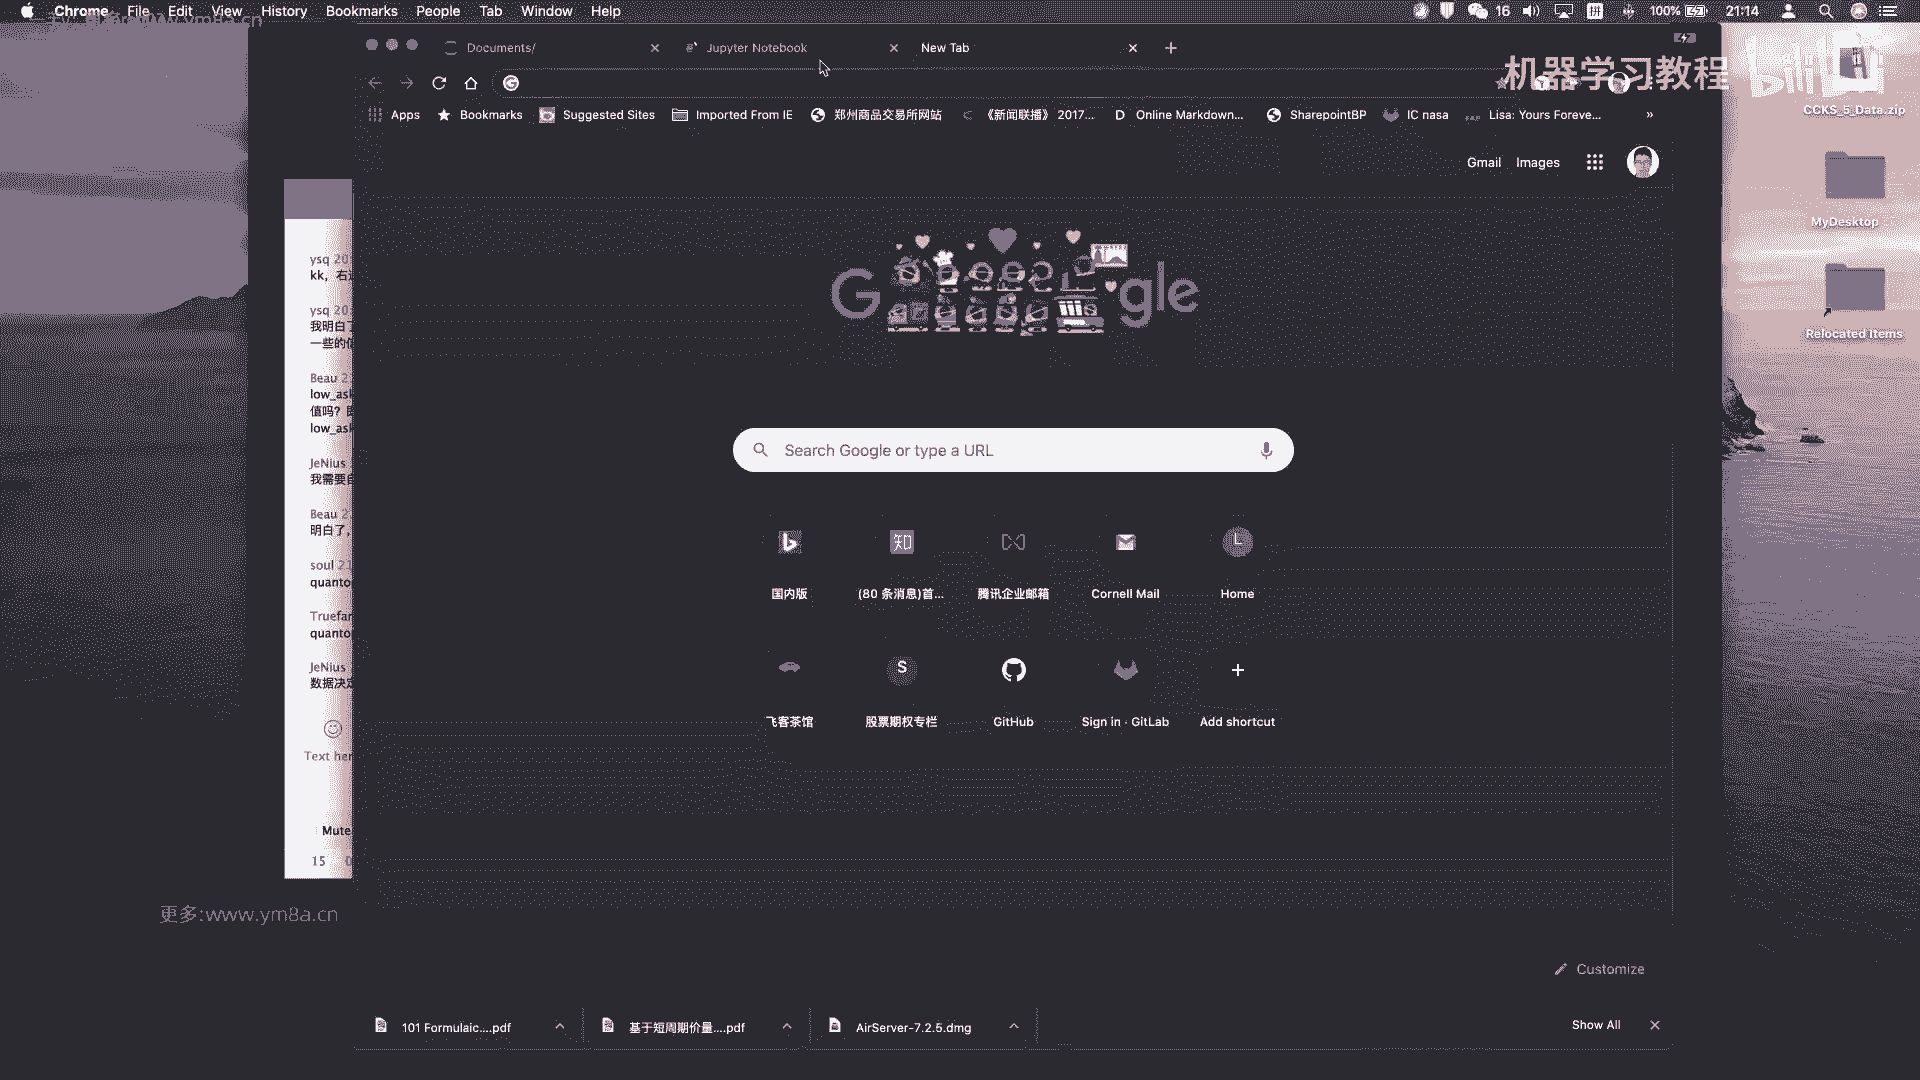 Chrome File Edit View History Bookmarks People Tab Window Help 16 拼 100% 21:14
Documents/ Jupyter Notebook New Tab
机器学习教程 bili
Apps Bookmarks Suggested Sites Imported From IE 郑州商品交易所网站 《新闻联播》 2017... Online Markdown... SharepointBP IC nasa Lisa: Yours Foreve... »
CCKS_5_Data.zip
Gmail Images
MyDesktop
Relocated Items
Google
ysq 20
kk，右
ysq 20
我明白了
一些的
Beau 2
low_ask
值吗？
low_ask
JeNius
我需要
Beau 2
明白了，
soul 2
quanto
Truefar
quanto
JeNius
数据决定
Text her
Mute
15
Search Google or type a URL
知 L
国内版 (80 条消息)首... 腾讯企业邮箱 Cornell Mail Home
S
飞客茶馆 股票期权专栏 GitHub Sign in · GitLab Add shortcut
更多:www.ym8a.cn
Customize
101 Formulaic....pdf 基于短周期价量....pdf AirServer-7.2.5.dmg Show All